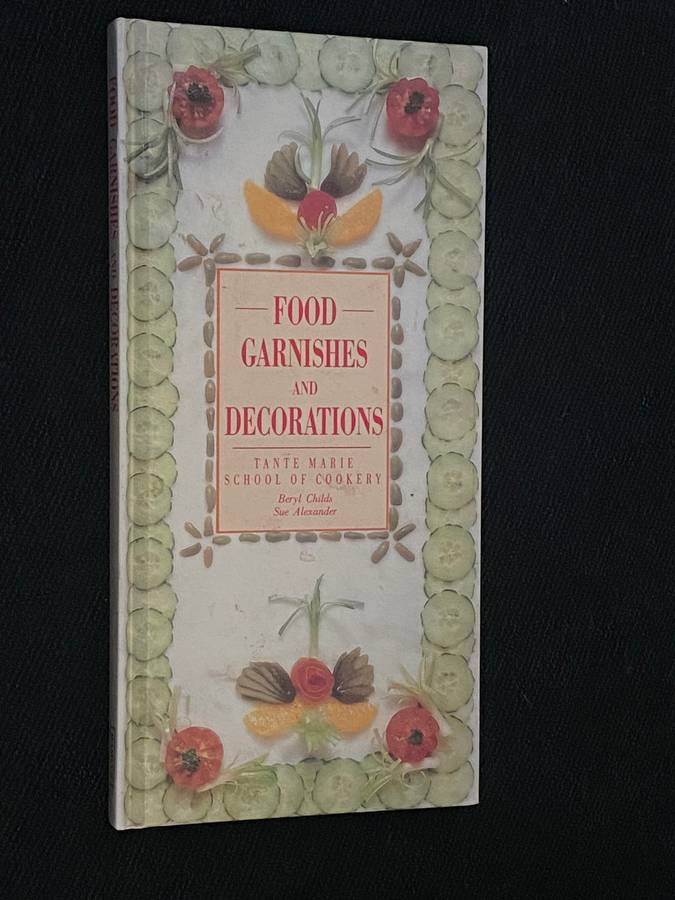 FOOD
GARNISHES
AND
DECORATIONS
TANTE MARIE
SCHOOL OF COOKERY
Beryl Childs
Sue Alexander
FOOD GARNISHES AND DECORATIONS